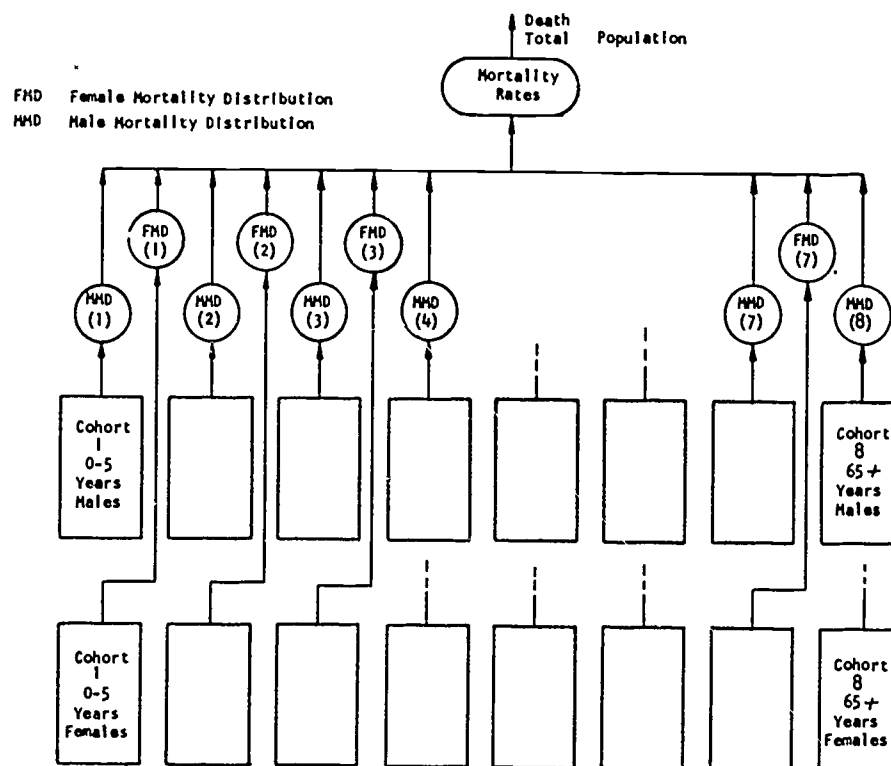 Death
Total Population
Mortality
Rates
FMD Female Mortality Distribution
MMD Male Mortality Distribution
FMD
(1)
FMD
(2)
FMD
(3)
FMD
(7)
MMD
(1)
MMD
(2)
MMD
(3)
MMD
(4)
MMD
(7)
MMD
(8)
Cohort
1
0-5
Years
Males
Cohort
8
65+
Years
Males
Cohort
1
0-5
Years
Females
Cohort
8
65+
Years
Females